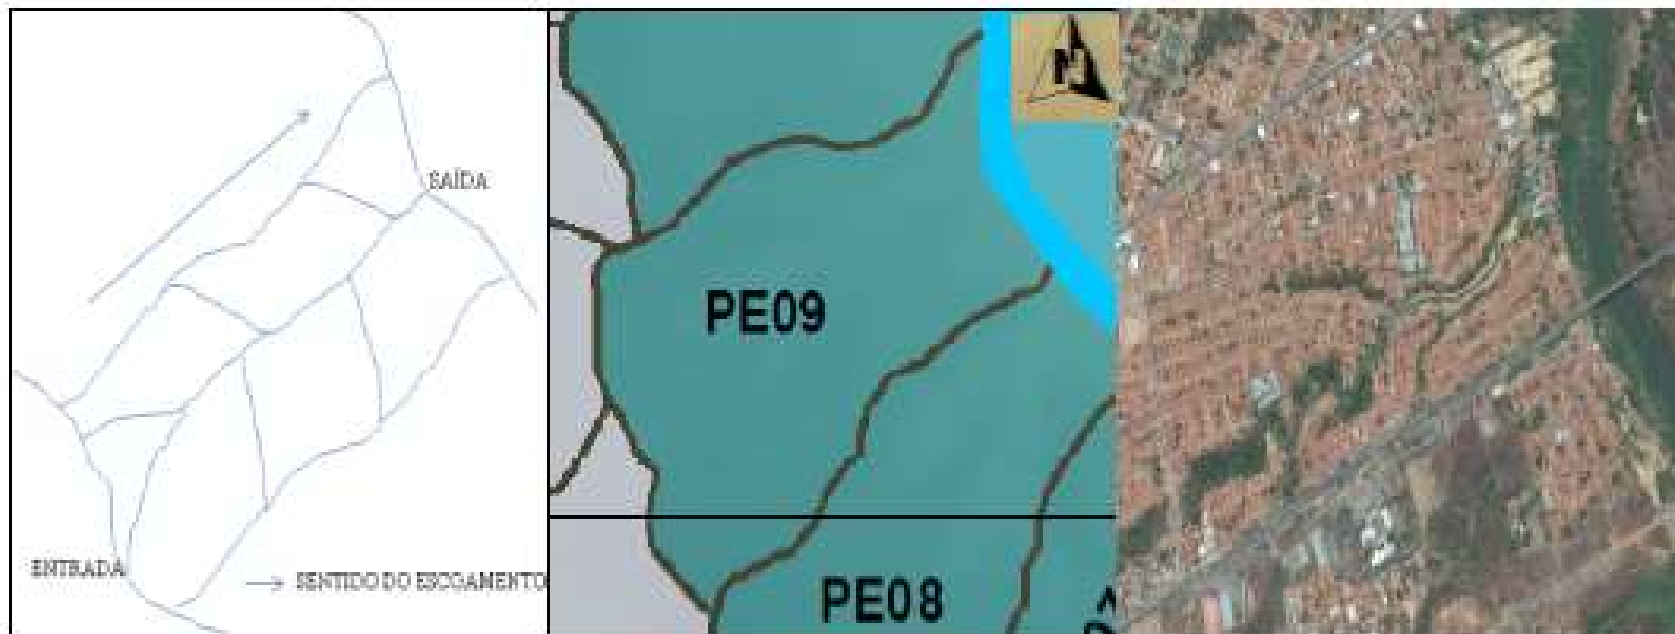 SAÍDA
ENTRADA
SENTIDO DO ESCOAMENTO
N
PE09
PE08